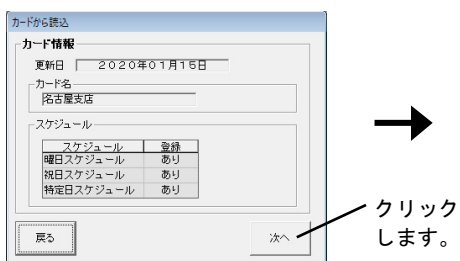 カードから読込
カード情報
更新日 2020年01月15日
カード名
名古屋支店
スケジュール
スケジュール 登録
曜日スケジュール あり
祝日スケジュール あり
特定日スケジュール あり
戻る
次へ
クリック
します。